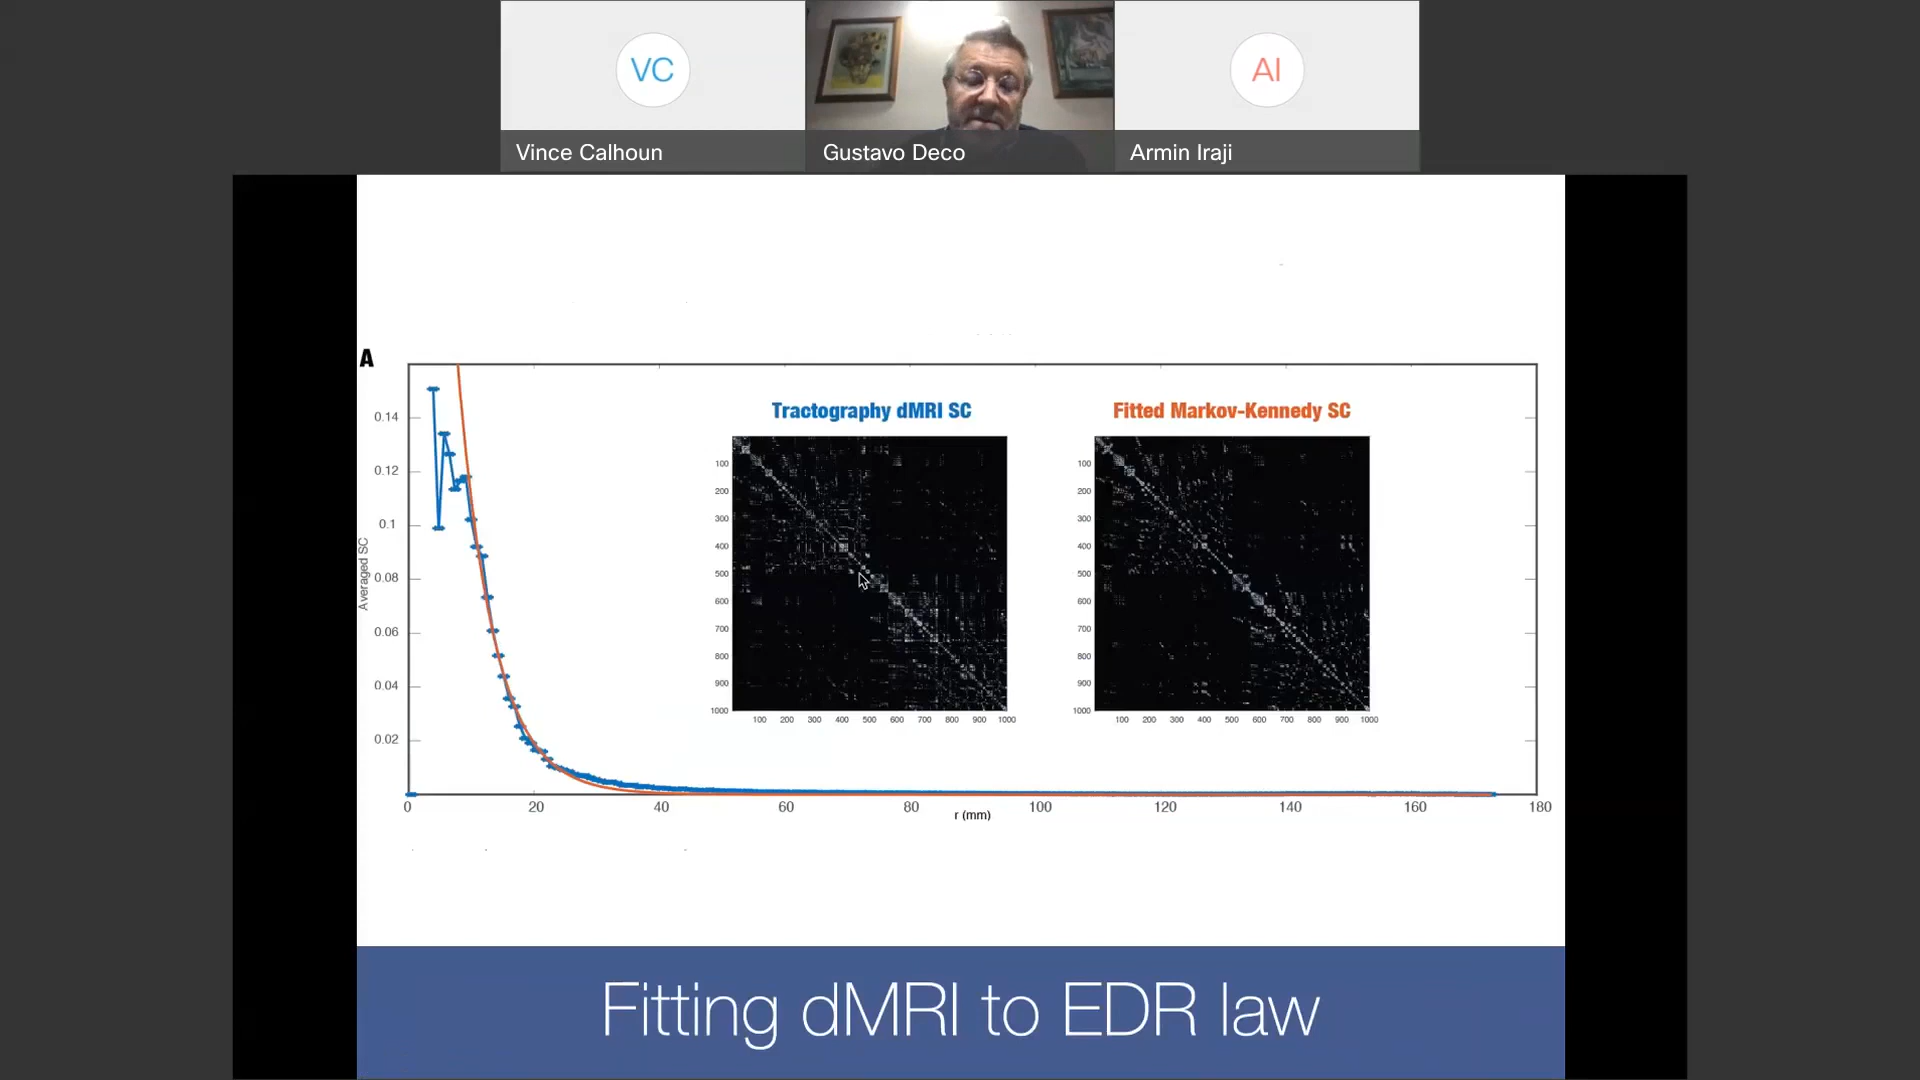 VC
AI
Vince Calhoun
Gustavo Deco
Armin Iraji
A
Tractography dMRI SC
Fitted Markov-Kennedy SC
0.14
0.12
0.1
0.08
0.06
0.04
0.02
Averaged SC
100
200
300
400
500
600
700
800
900
1000
100 200 300 400 500 600 700 800 900 1000
100
200
300
400
500
600
700
800
900
1000
100 200 300 400 500 600 700 800 900 1000
0 20 40 60 80 100 120 140 160 180
r (mm)
Fitting dMRI to EDR law